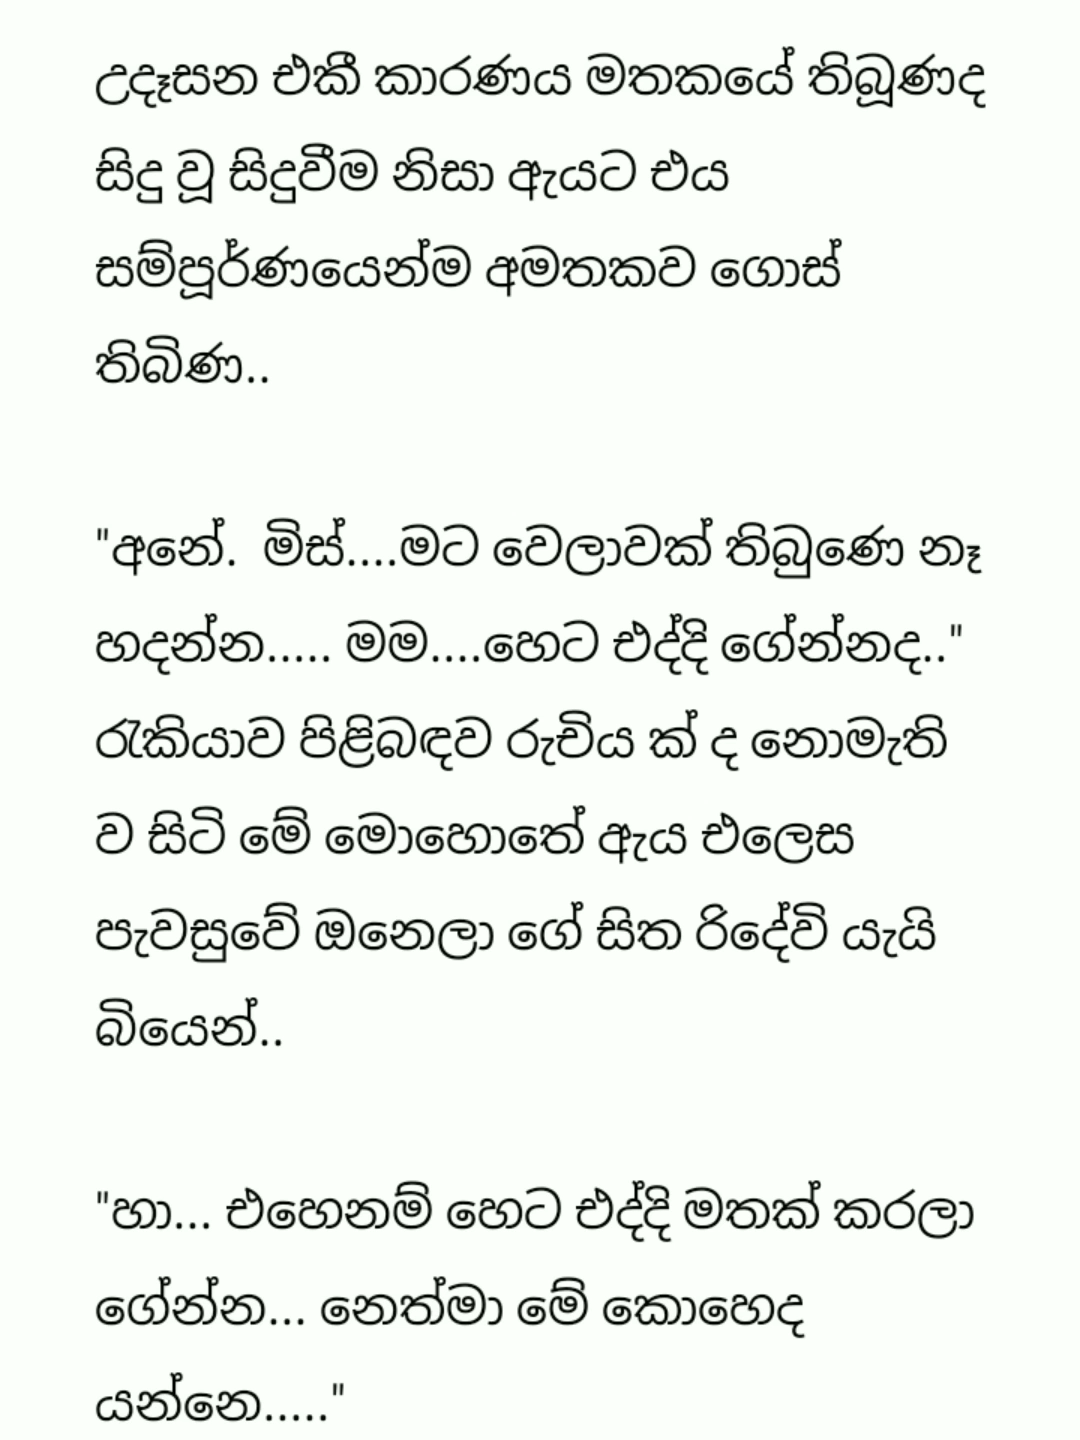 උදෑසන එකී කාරණය මතකයේ තිබූණද
සිදු වූ සිදුවීම නිසා ඇයට එය
සම්පූර්ණයෙන්ම අමතකව ගොස්
තිබිණ..
"අනේ.  මිස්....මට වෙලාවක් තිබුණෙ නෑ
හදන්න..... මම....හෙට එද්දි ගේන්නද.."
රැකියාව පිළිබඳව රුචිය ක් ද නොමැති
ව සිටි මේ මොහොතේ ඇය එලෙස
පැවසුවේ ඔනෙලා ගේ සිත රිදේවි යැයි
බියෙන්..
"හා... එහෙනම් හෙට එද්දි මතක් කරලා
ගේන්න... නෙත්මා මේ කොහෙද
යන්නෙ....."